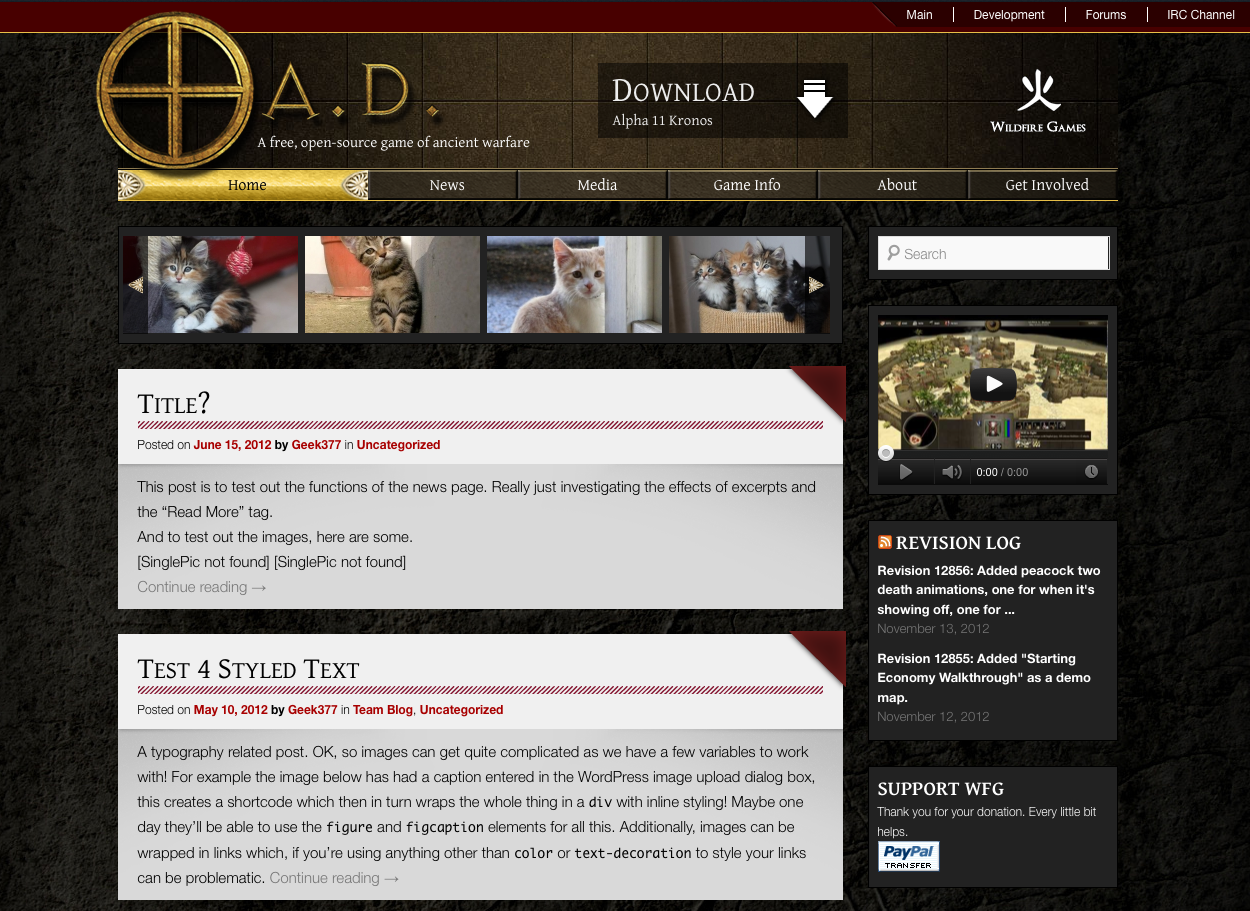 Main
Development
Forums
IRC Channel
A.D.
A free, open-source game of ancient warfare
Download
Alpha 11 Kronos
Wildfire Games
Home
News
Media
Game Info
About
Get Involved
Search
0:00 / 0:00
Title?
Posted on June 15, 2012 by Geek377 in Uncategorized
This post is to test out the functions of the news page. Really just investigating the effects of excerpts and
the “Read More” tag.
And to test out the images, here are some.
[SinglePic not found] [SinglePic not found]
Continue reading →
REVISION LOG
Revision 12856: Added peacock two
death animations, one for when it's
showing off, one for ...
November 13, 2012
Revision 12855: Added "Starting
Economy Walkthrough" as a demo
map.
November 12, 2012
Test 4 Styled Text
Posted on May 10, 2012 by Geek377 in Team Blog, Uncategorized
A typography related post. OK, so images can get quite complicated as we have a few variables to work
with! For example the image below has had a caption entered in the WordPress image upload dialog box,
this creates a shortcode which then in turn wraps the whole thing in a div with inline styling! Maybe one
day they’ll be able to use the figure and figcaption elements for all this. Additionally, images can be
wrapped in links which, if you’re using anything other than color or text-decoration to style your links
can be problematic. Continue reading →
SUPPORT WFG
Thank you for your donation. Every little bit
helps.
PayPal
TRANSFER